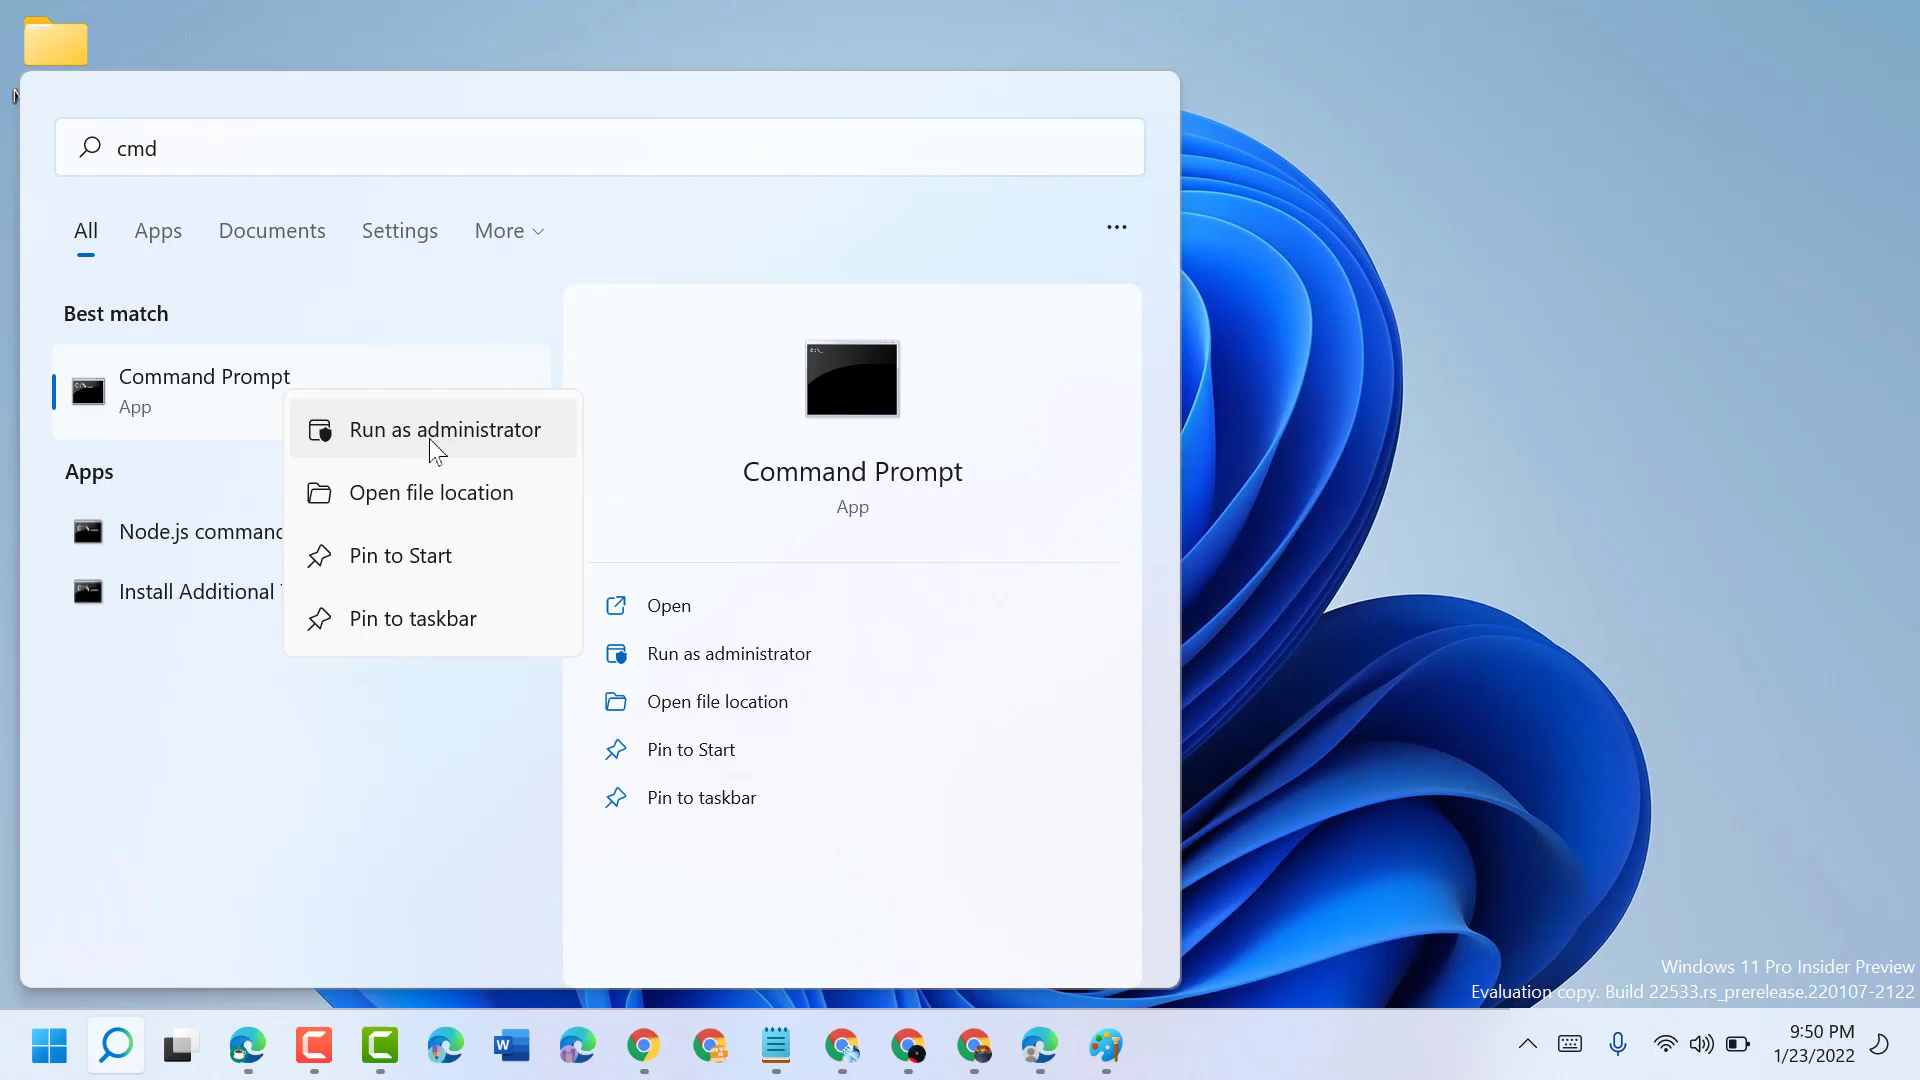 cmd
All Apps Documents Settings More
Best match
Command Prompt
App
Run as administrator
Open file location
Pin to Start
Pin to taskbar
Apps
Node.js
Install Additional
Command Prompt
App
Open
Run as administrator
Open file location
Pin to Start
Pin to taskbar
Windows 11 Pro Insider Preview
Evaluation copy. Build 22533.rs_prerelease.220107-2122
9:50 PM
1/23/2022